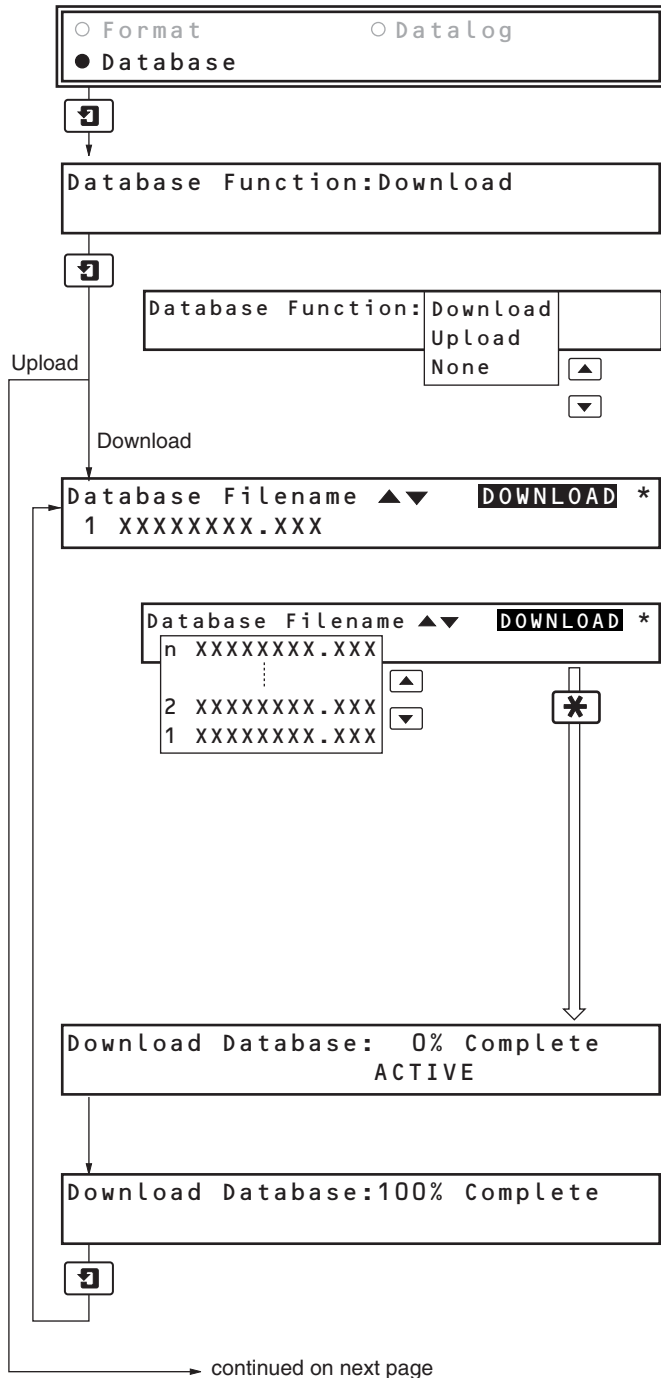 ○ Format ○ Datalog
● Database
Database Function:Download
Database Function: Download
Upload
None
Upload
Download
Database Filename ▲▼ DOWNLOAD *
1 XXXXXXXX.XXX
Database Filename ▲▼ DOWNLOAD *
n XXXXXXXX.XXX
2 XXXXXXXX.XXX
1 XXXXXXXX.XXX
Download Database: 0% Complete
ACTIVE
Download Database:100% Complete
continued on next page